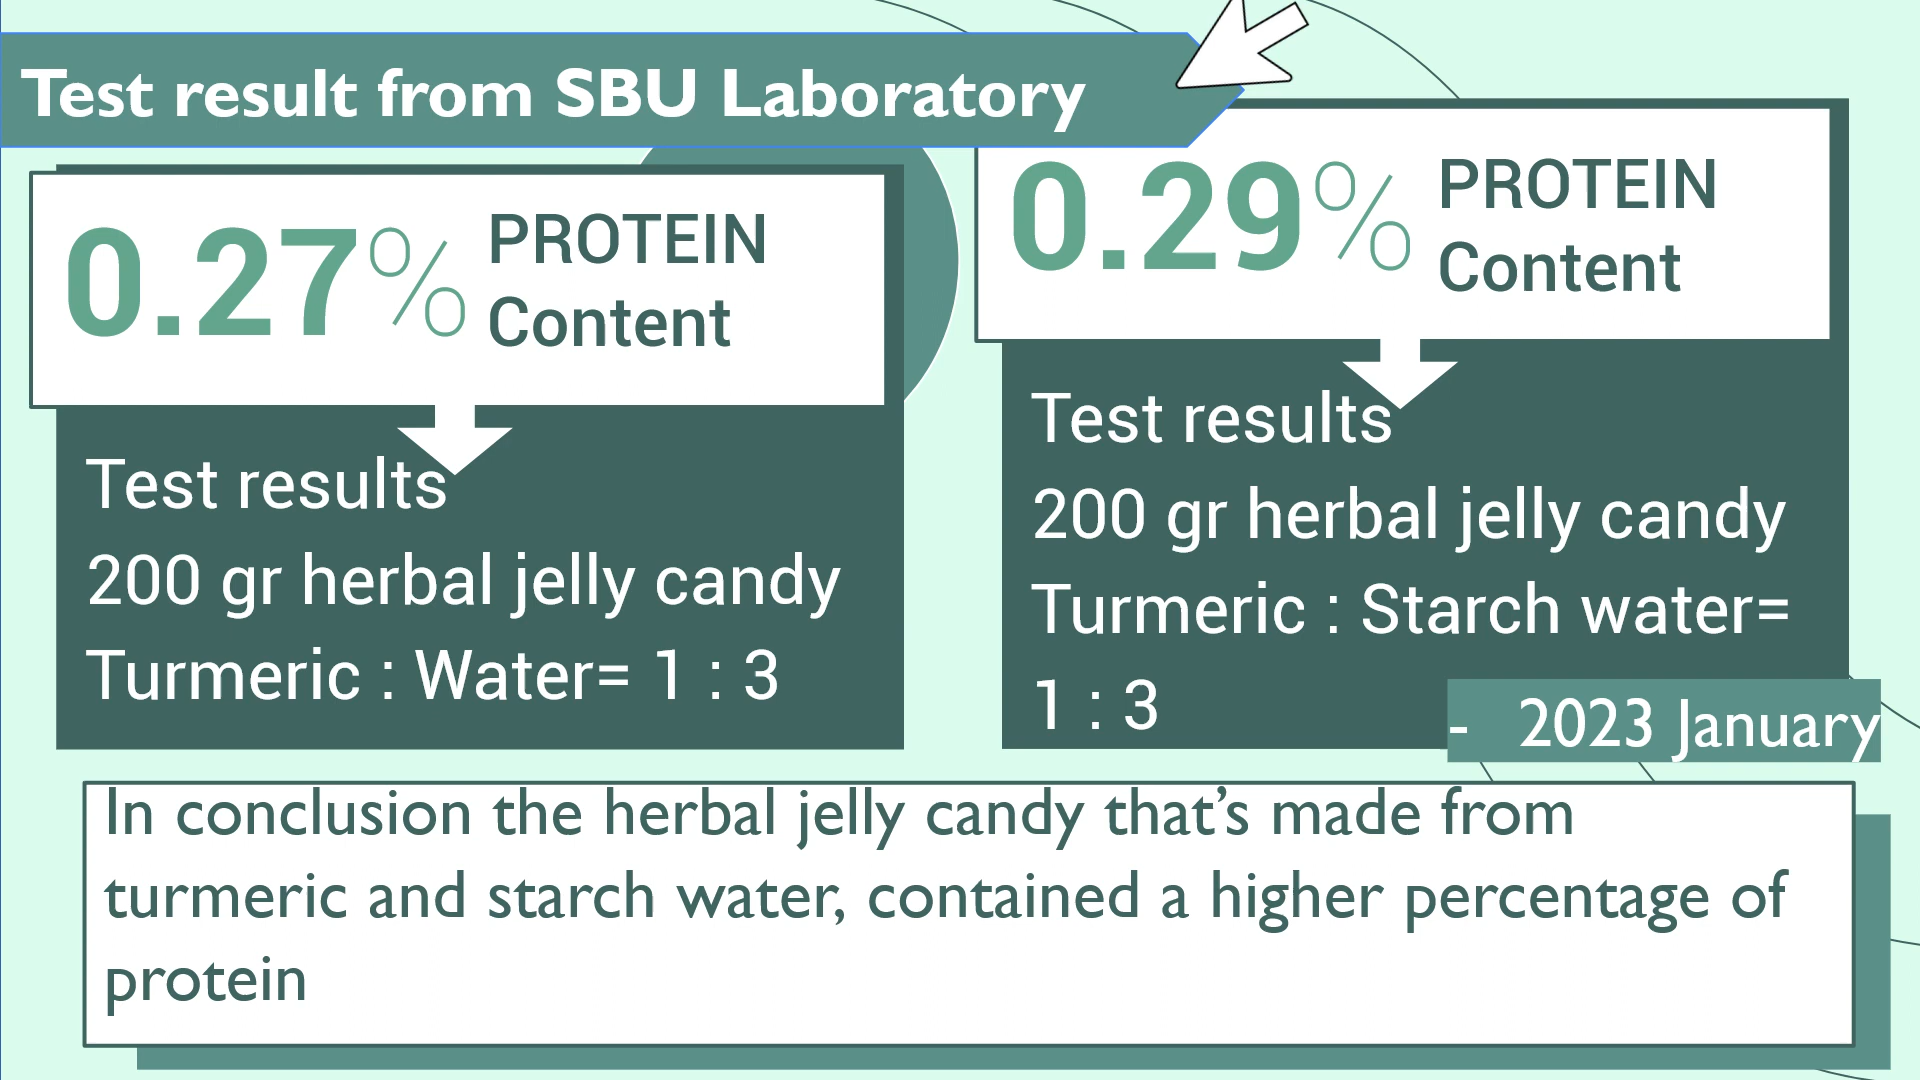 Test result from SBU Laboratory
0.27% PROTEIN
Content
Test results
200 gr herbal jelly candy
Turmeric : Water= 1 : 3
0.29% PROTEIN
Content
Test results
200 gr herbal jelly candy
Turmeric : Starch water=
1 : 3
- 2023 January
In conclusion the herbal jelly candy that’s made from
turmeric and starch water, contained a higher percentage of
protein